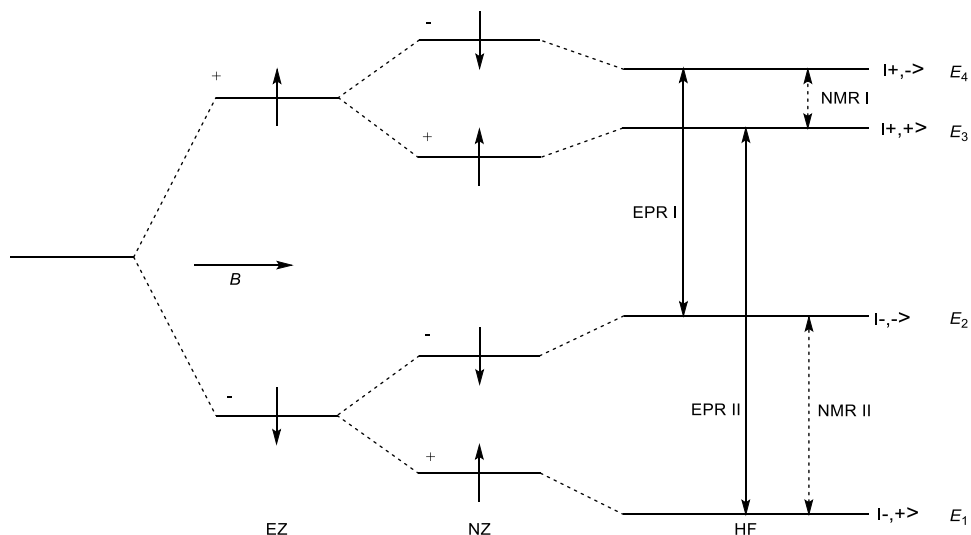 -
+
I+,-> E4
NMR I
+
I+,+> E3
EPR I
B
-
I-,-> E2
-
EPR II
NMR II
+
I-,+> E1
EZ
NZ
HF